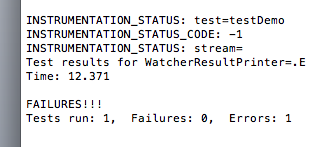 INSTRUMENTATION_STATUS: test=testDemo
INSTRUMENTATION_STATUS_CODE: -1
INSTRUMENTATION_STATUS: stream=
Test results for WatcherResultPrinter=.E
Time: 12.371
FAILURES!!!
Tests run: 1,  Failures: 0,  Errors: 1